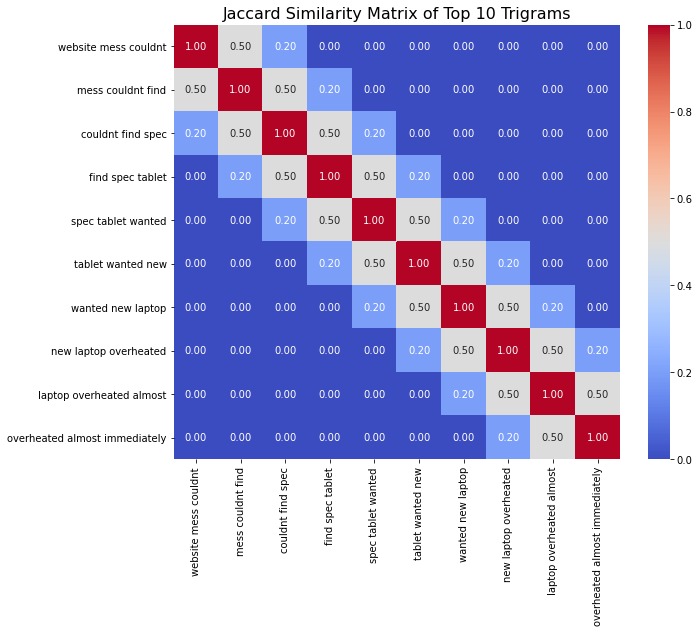 Jaccard Similarity Matrix of Top 10 Trigrams
website mess couldnt 1.00 0.50 0.20 0.00 0.00 0.00 0.00 0.00 0.00 0.00
mess couldnt find 0.50 1.00 0.50 0.20 0.00 0.00 0.00 0.00 0.00 0.00
couldnt find spec 0.20 0.50 1.00 0.50 0.20 0.00 0.00 0.00 0.00 0.00
find spec tablet 0.00 0.20 0.50 1.00 0.50 0.20 0.00 0.00 0.00 0.00
spec tablet wanted 0.00 0.00 0.20 0.50 1.00 0.50 0.20 0.00 0.00 0.00
tablet wanted new 0.00 0.00 0.00 0.20 0.50 1.00 0.50 0.20 0.00 0.00
wanted new laptop 0.00 0.00 0.00 0.00 0.20 0.50 1.00 0.50 0.20 0.00
new laptop overheated 0.00 0.00 0.00 0.00 0.00 0.20 0.50 1.00 0.50 0.20
laptop overheated almost 0.00 0.00 0.00 0.00 0.00 0.00 0.20 0.50 1.00 0.50
overheated almost immediately 0.00 0.00 0.00 0.00 0.00 0.00 0.00 0.20 0.50 1.00
website mess couldnt
mess couldnt find
couldnt find spec
find spec tablet
spec tablet wanted
tablet wanted new
wanted new laptop
new laptop overheated
laptop overheated almost
overheated almost immediately
1.0
0.8
0.6
0.4
0.2
0.0